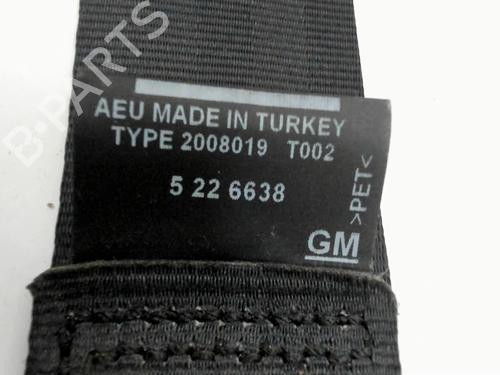 AEU MADE IN TURKEY
TYPE 2008019 T002
5 22 6638
>PET<
GM
B-PARTS